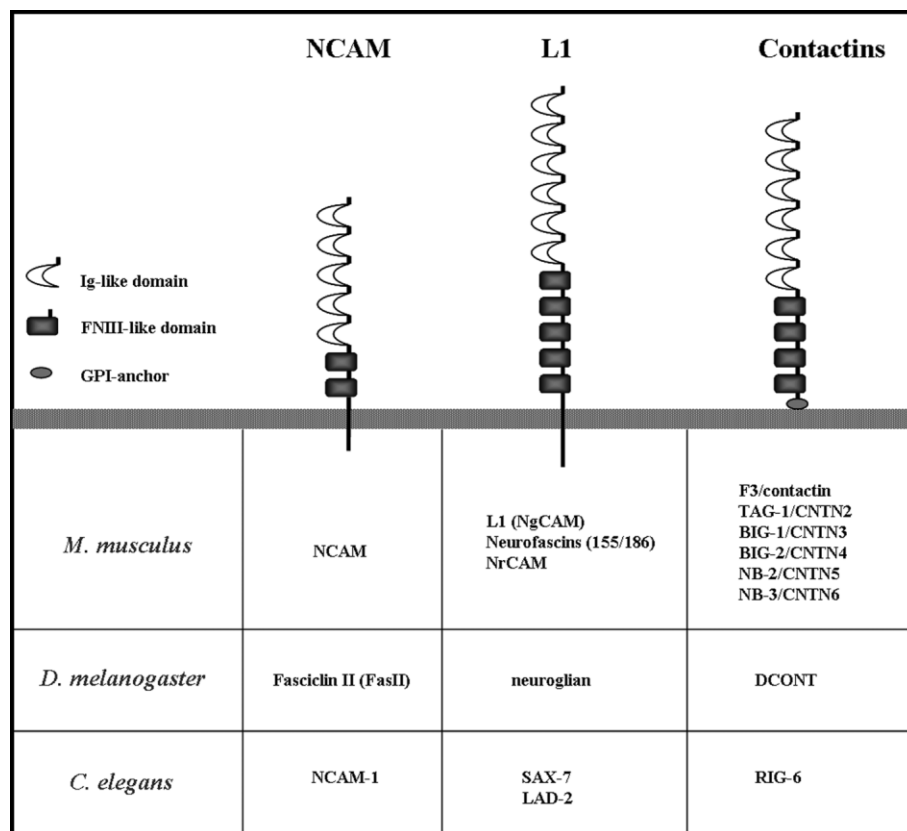 NCAM
L1
Contactins
Ig-like domain
FNIII-like domain
GPI-anchor
M. musculus
NCAM
L1 (NgCAM)
Neurofascins (155/186)
NrCAM
F3/contactin
TAG-1/CNTN2
BIG-1/CNTN3
BIG-2/CNTN4
NB-2/CNTN5
NB-3/CNTN6
D. melanogaster
Fasciclin II (FasII)
neuroglian
DCONT
C. elegans
NCAM-1
SAX-7
LAD-2
RIG-6